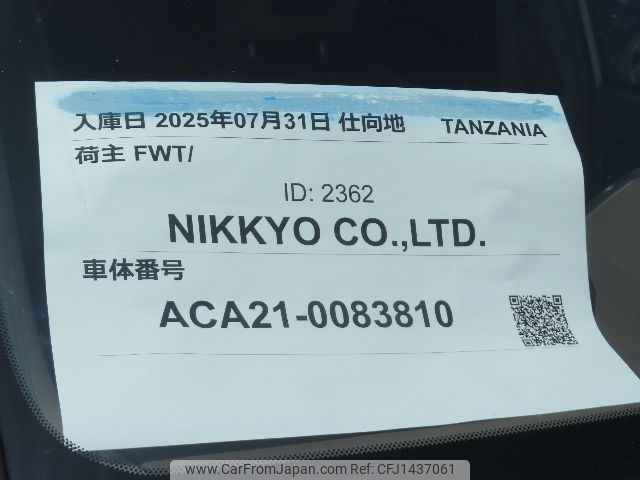 入庫日 2025年07月31日 仕向地 TANZANIA
荷主 FWT/
ID: 2362
NIKKYO CO.,LTD.
車体番号
ACA21-0083810
www.CarFromJapan.com REF: CFJ1437061